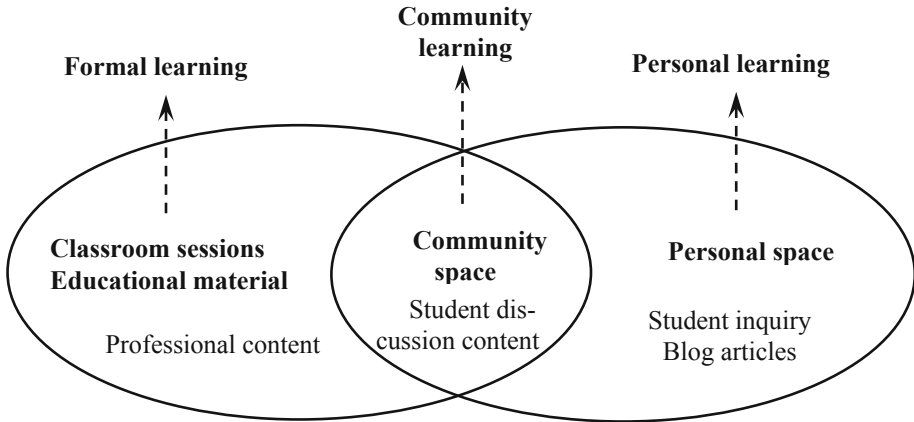 Community
learning
Formal learning
Personal learning
Classroom sessions
Educational material
Professional content
Community
space
Student dis-
cussion content
Personal space
Student inquiry
Blog articles